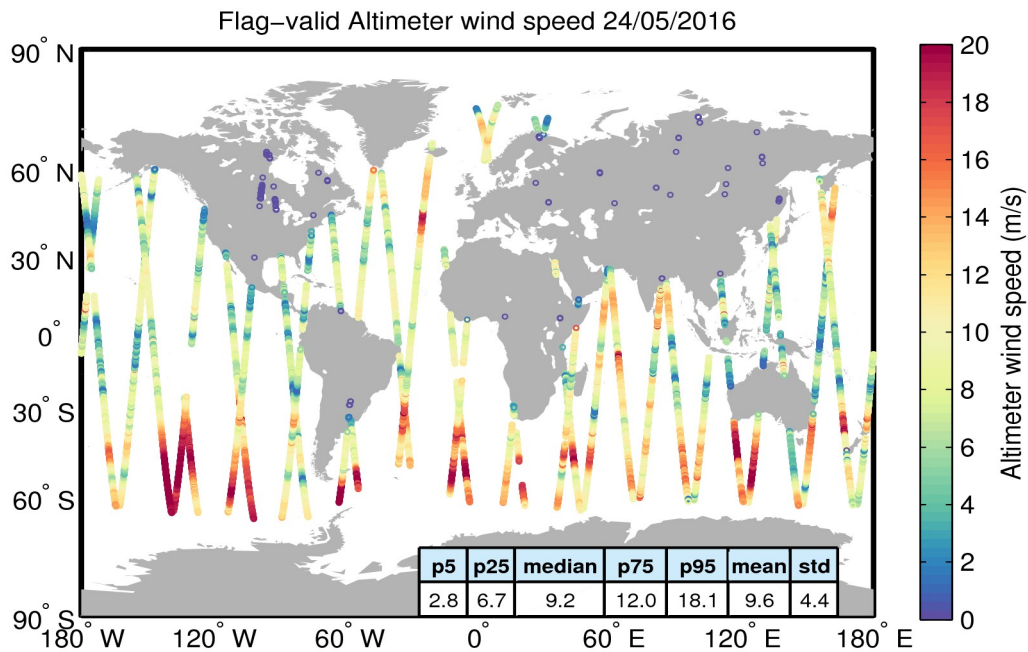 Flag−valid Altimeter wind speed 24/05/2016
90° N
60° N
30° N
0°
30° S
60° S
90° S
180° W
120° W
60° W
0°
60° E
120° E
180° E
p5 p25 median p75 p95 mean std
2.8 6.7 9.2 12.0 18.1 9.6 4.4
20
18
16
14
12
10
8
6
4
2
0
Altimeter wind speed (m/s)